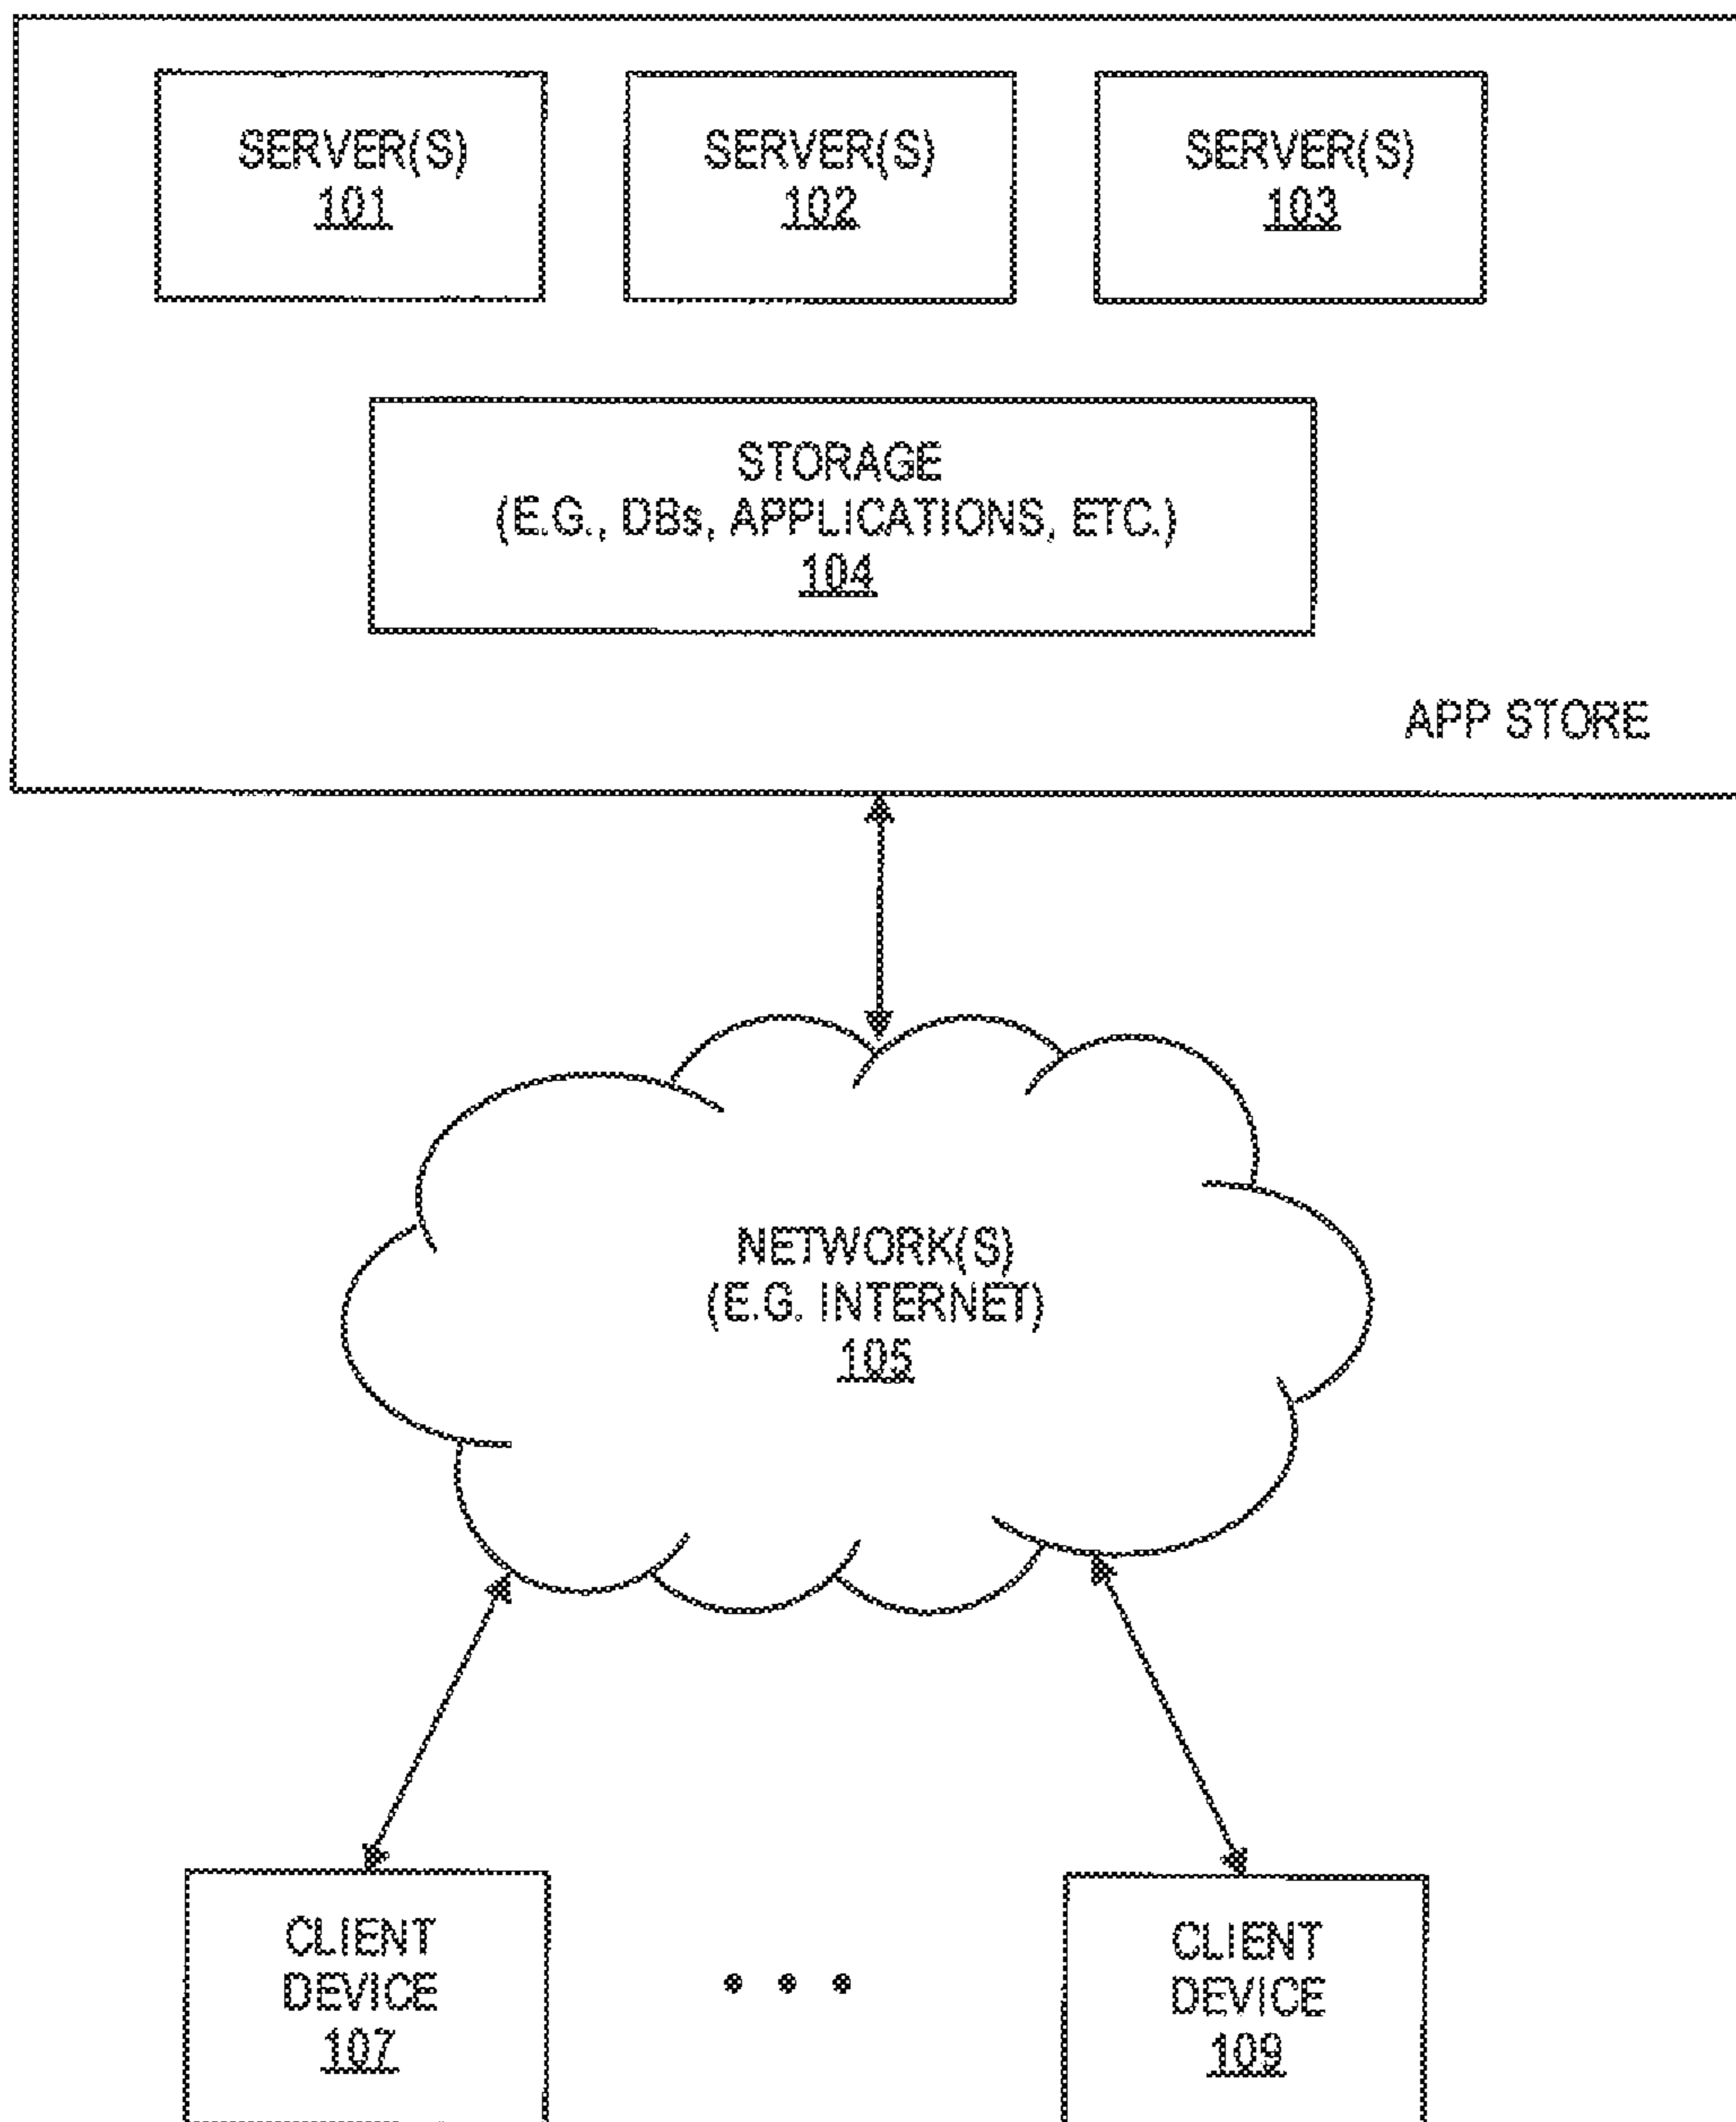 SERVER(S)
101
SERVER(S)
102
SERVER(S)
103
STORAGE
(E.G., DBs, APPLICATIONS, ETC.)
104
APP STORE
NETWORK(S)
(E.G. INTERNET)
105
CLIENT
DEVICE
107
CLIENT
DEVICE
109